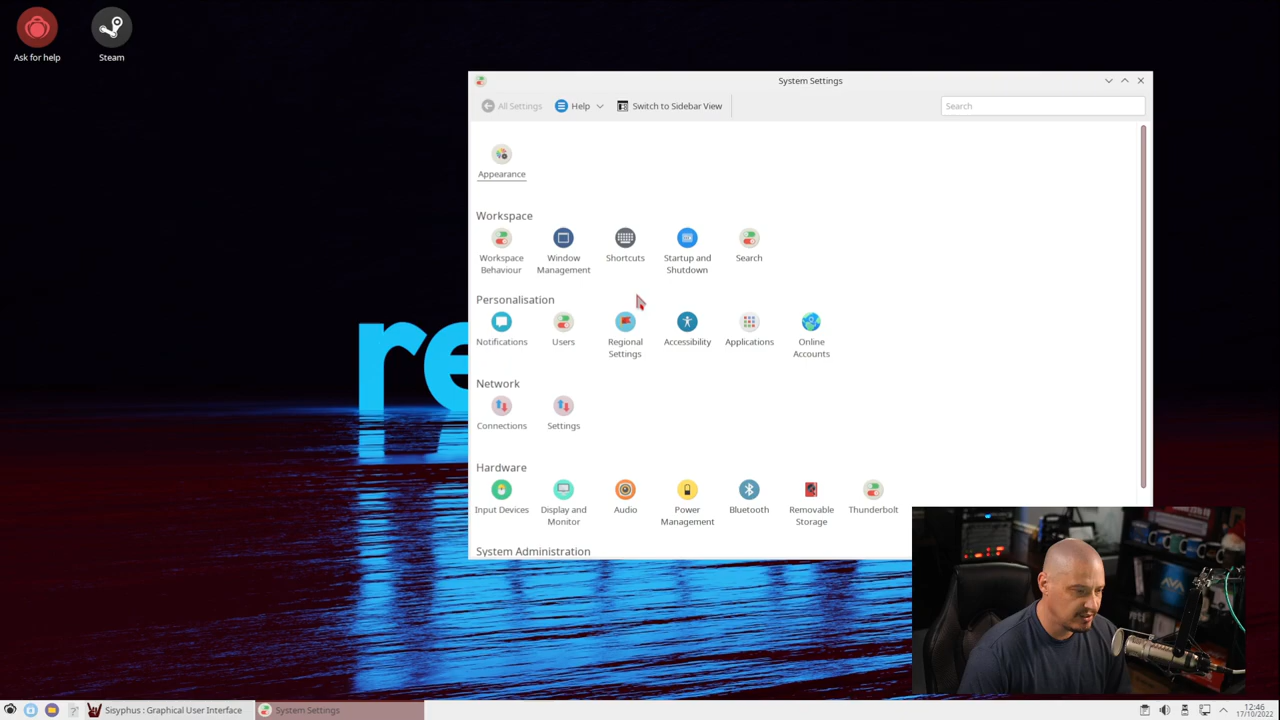 Ask for help
Steam
System Settings
All Settings
Help
Switch to Sidebar View
Search
Appearance
Workspace
Workspace
Behaviour
Window
Management
Shortcuts
Startup and
Shutdown
Search
Personalisation
Notifications
Users
Regional
Settings
Accessibility
Applications
Online
Accounts
re
Network
Connections
Settings
Hardware
Input Devices
Display and
Monitor
Audio
Power
Management
Bluetooth
Removable
Storage
Thunderbolt
System Administration
Sisyphus : Graphical User Interface
System Settings
12:46
17/10/2022